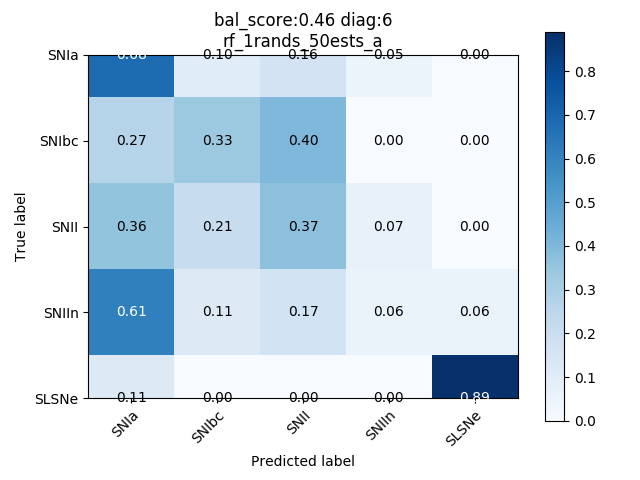 bal_score:0.46 diag:6
rf_1rands_50ests_a
SNIa 0.68 0.10 0.16 0.05 0.00
0.8
0.7
SNIbc 0.27 0.33 0.40 0.00 0.00
0.6
0.5
SNII 0.36 0.21 0.37 0.07 0.00
0.4
0.3
SNIIn 0.61 0.11 0.17 0.06 0.06
0.2
0.1
SLSNe 0.11 0.00 0.00 0.00 0.89
0.0
SNIa SNIbc SNII SNIIn SLSNe
True label
Predicted label